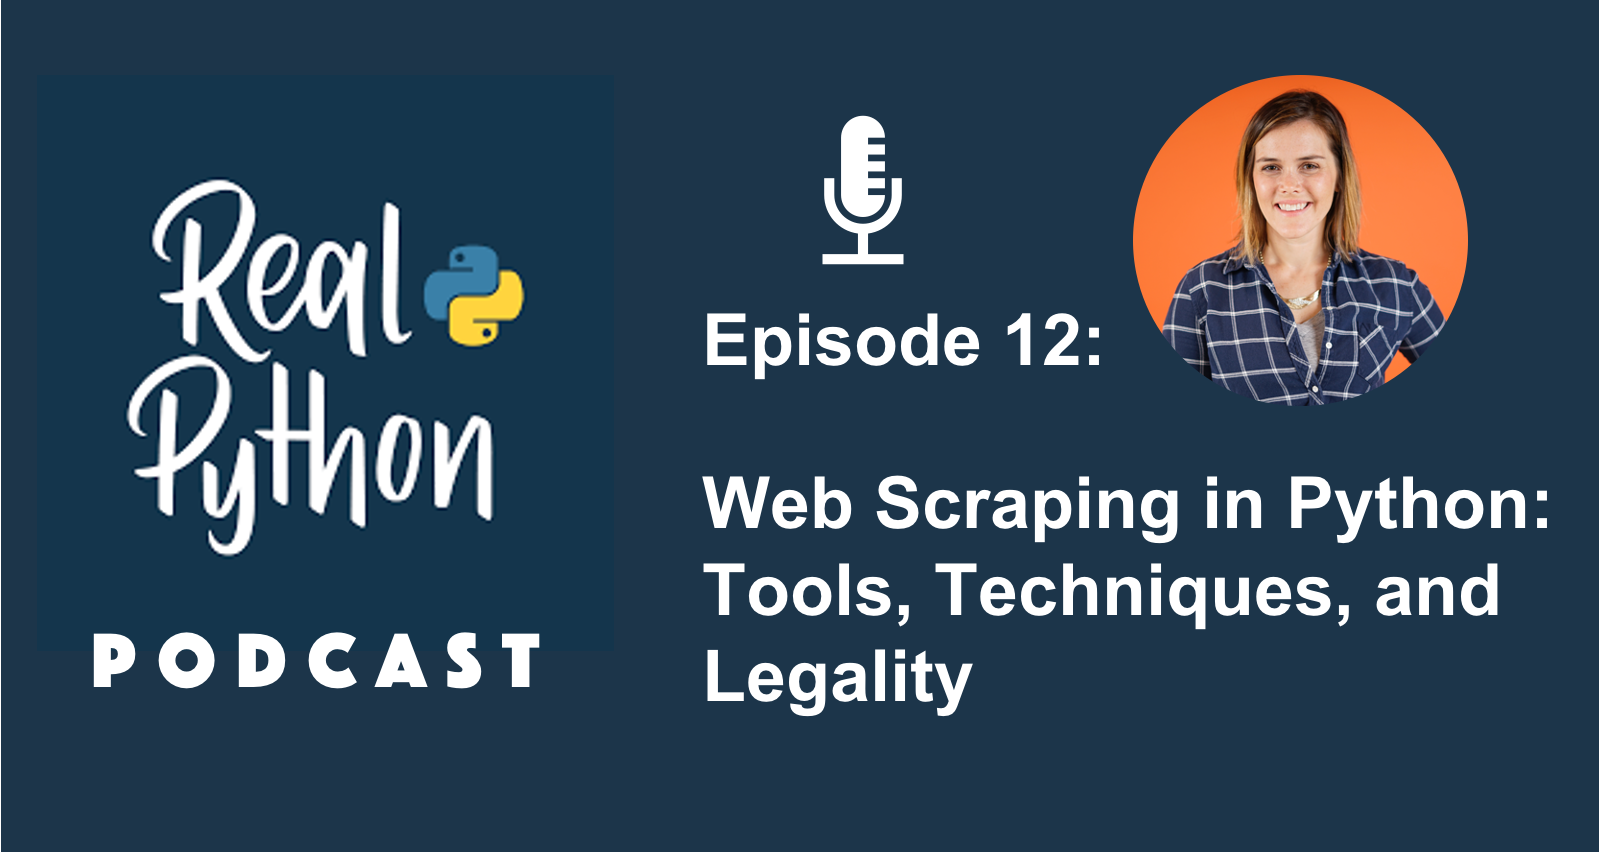 Real
Python
PODCAST
Episode 12:
Web Scraping in Python:
Tools, Techniques, and
Legality